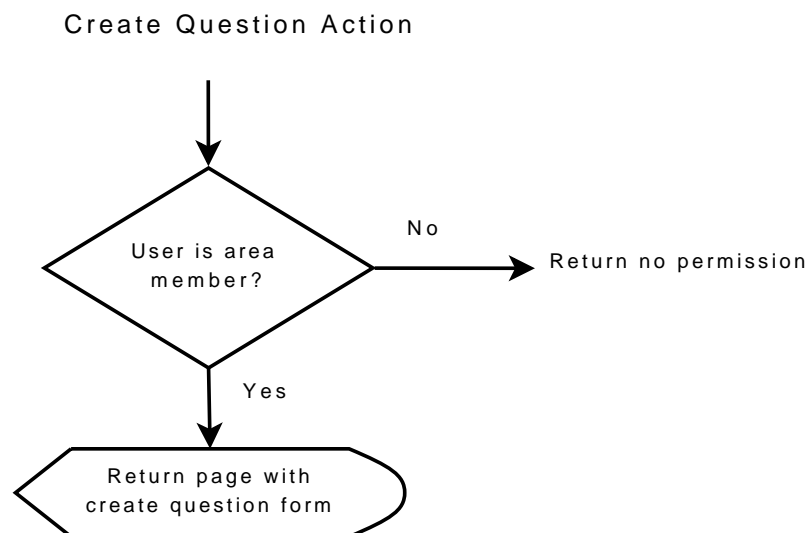 Create Question Action
No
User is area
member?
Return no permission
Yes
Return page with
create question form